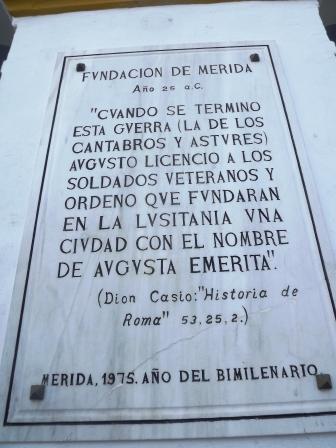 FVNDACION DE MERIDA
Año 25 a.C.
"CVANDO SE TERMINO
ESTA GVERRA (LA DE LOS
CANTABROS Y ASTVRES)
AVGVSTO LICENCIO A LOS
SOLDADOS VETERANOS Y
ORDENO QVE FVNDARAN
EN LA LVSITANIA VNA
CIVDAD CON EL NOMBRE
DE AVGVSTA EMERITA".
(Dion Casio: "Historia de
Roma" 53,25,2.)
MERIDA, 1975. AÑO DEL BIMILENARIO